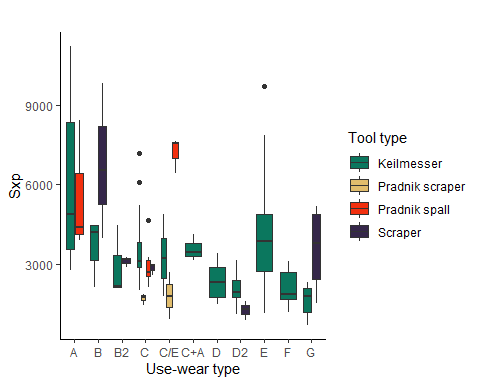 Sxp
9000
6000
3000
A B B2 C C/E C+A D D2 E F G
Use-wear type
Tool type
Keilmesser
Pradnik scraper
Pradnik spall
Scraper